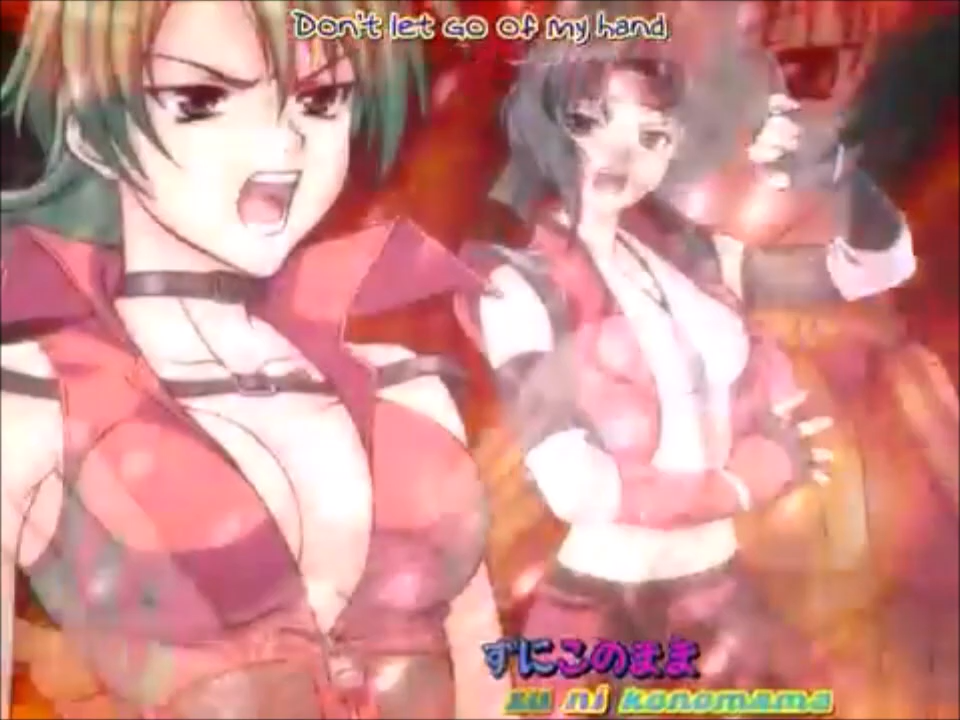 Don't let Go Of my hand
ずにこのまま
zu ni konomama